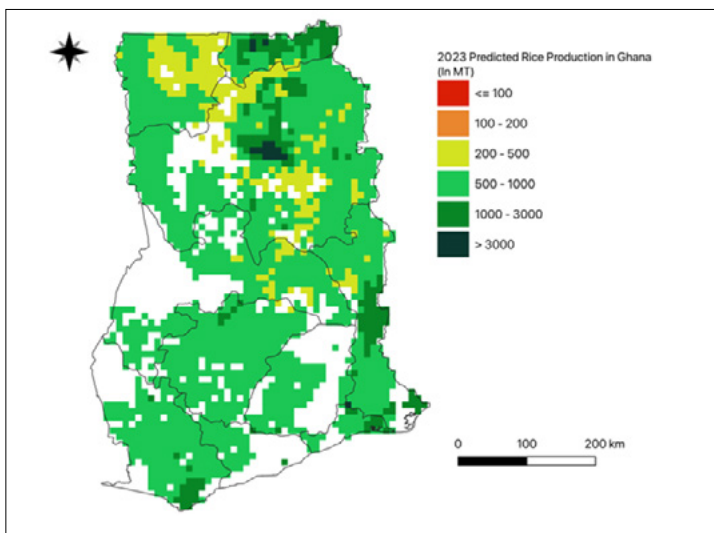 2023 Predicted Rice Production in Ghana
(In MT)
<= 100
100 - 200
200 - 500
500 - 1000
1000 - 3000
> 3000
0 100 200 km